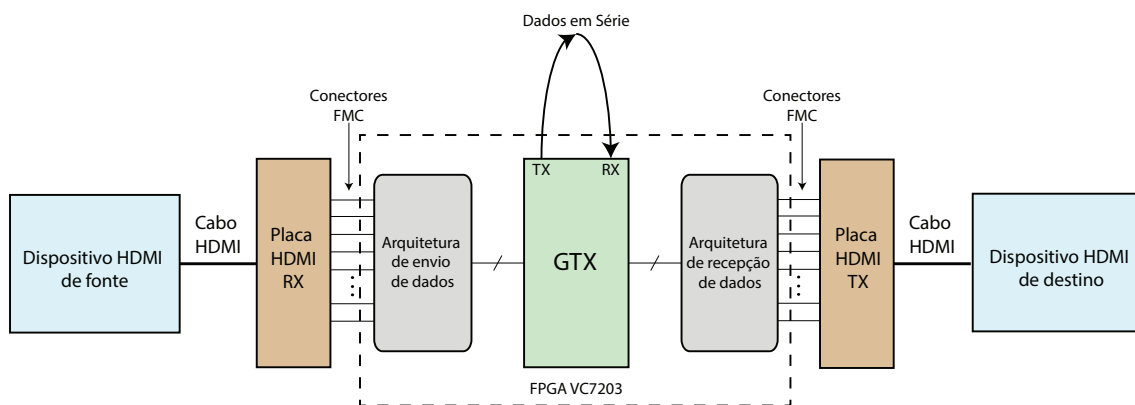 Dados em Série
Conectores
FMC
Conectores
FMC
TX
RX
Dispositivo HDMI
de fonte
Cabo
HDMI
Placa
HDMI
RX
Arquitetura
de envio
de dados
GTX
Arquitetura
de recepção
de dados
Placa
HDMI
TX
Cabo
HDMI
Dispositivo HDMI
de destino
FPGA VC7203